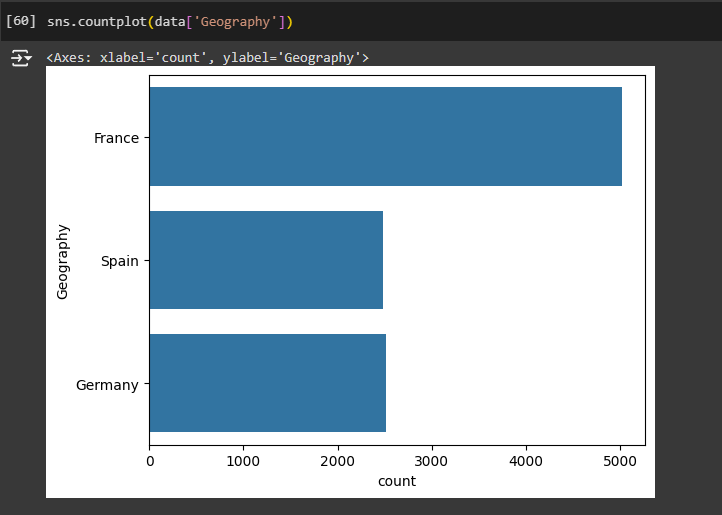 [60] sns.countplot(data['Geography'])
<Axes: xlabel='count', ylabel='Geography'>
France
Spain
Germany
Geography
0 1000 2000 3000 4000 5000
count